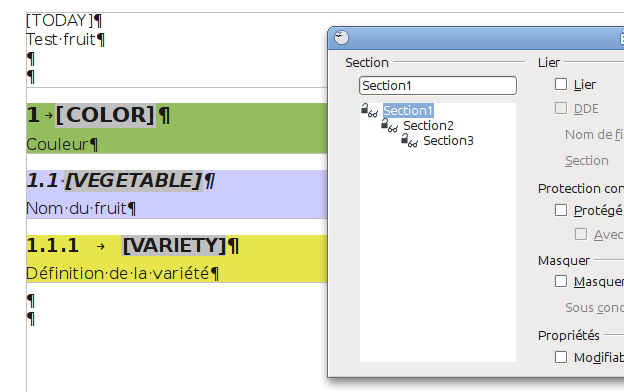 [TODAY]¶
Test·fruit¶
¶
¶
1 → [COLOR]¶
Couleur¶
1.1·[VEGETABLE]¶
Nom·du·fruit¶
1.1.1 → [VARIETY]¶
Définition·de·la·variété¶
¶
¶
Section
Section1
Section1
Section2
Section3
Lier
Lier
DDE
Nom de fi
Section
Protection con
Protégé
Avec
Masquer
Masquer
Sous conc
Propriétés
Modifiab